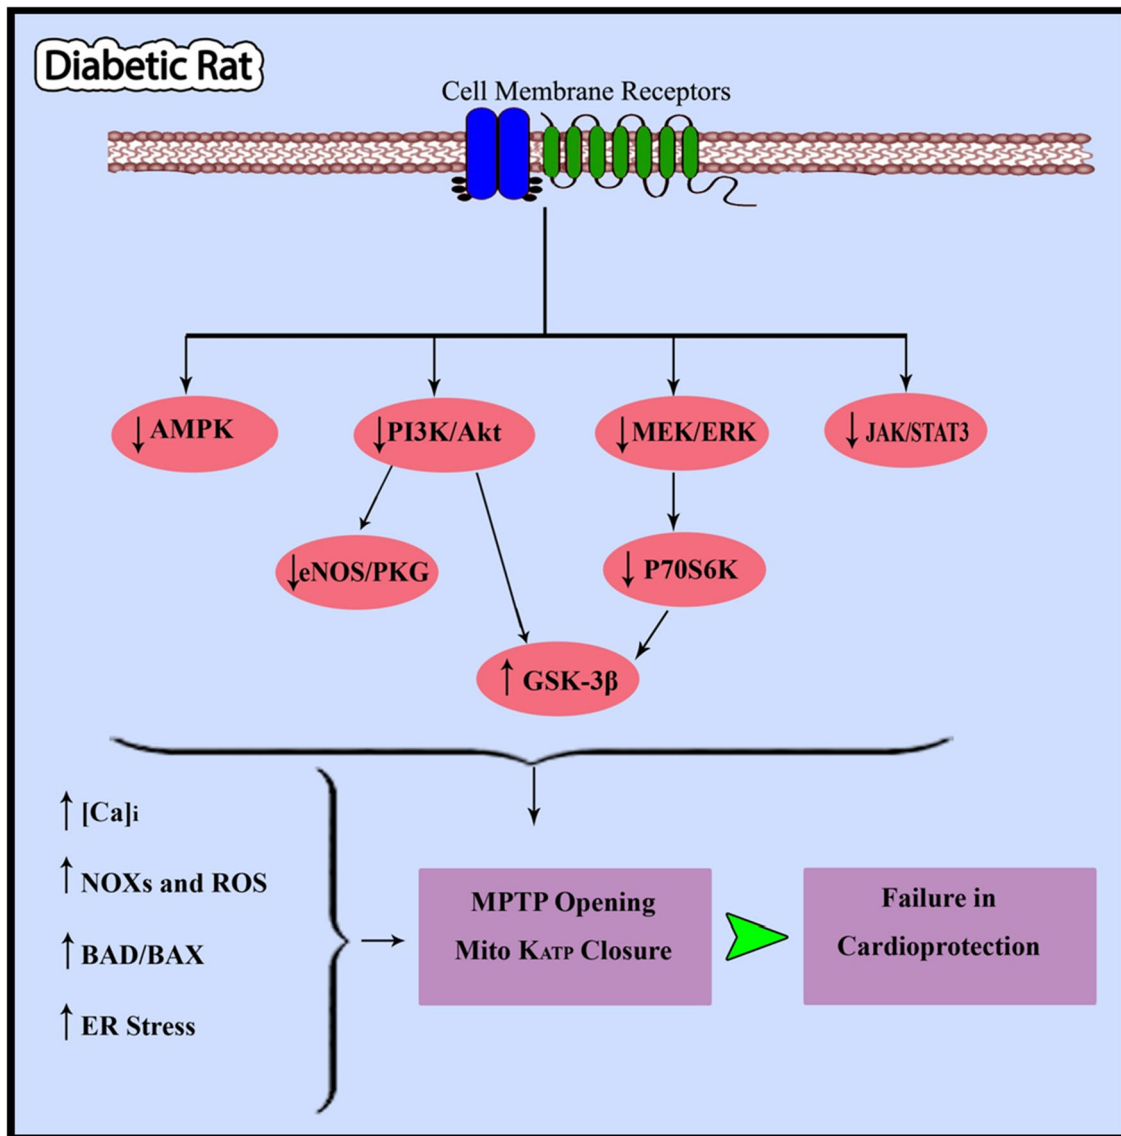 Diabetic Rat
Cell Membrane Receptors
↓ AMPK
↓ PI3K/Akt
↓ MEK/ERK
↓ JAK/STAT3
↓ eNOS/PKG
↓ P70S6K
↑ GSK-3β
↑ [Ca]i
↑ NOXs and ROS
↑ BAD/BAX
↑ ER Stress
MPTP Opening
Mito KATP Closure
Failure in
Cardioprotection